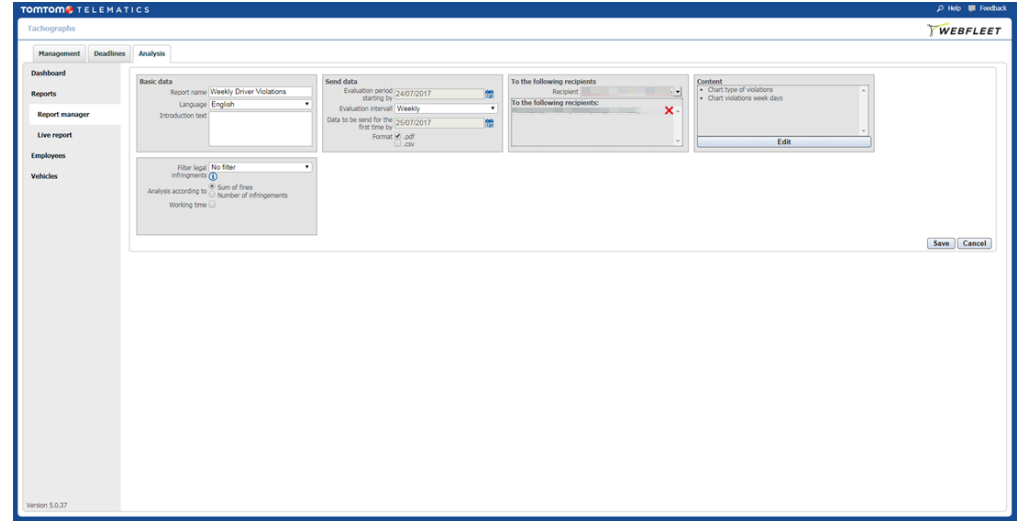 TOMTOM TELEMATICS
Help
Feedback
Tachographs
WEBFLEET
Management
Deadlines
Analysis
Dashboard
Reports
Report manager
Live report
Employees
Vehicles
Basic data
Report name
Weekly Driver Violations
Language
English
Introduction text
Send data
Evaluation period
starting by
24/07/2017
Evaluation intervall
Weekly
Data to be send for the
first time by
25/07/2017
Format
.pdf
.csv
To the following recipients
Recipient
To the following recipients:
Content
Chart type of violations
Chart violations week days
Edit
Filter legal
infringments
No filter
Analysis according to
Sum of fines
Number of infringements
Working time
Save
Cancel
Version 5.0.37